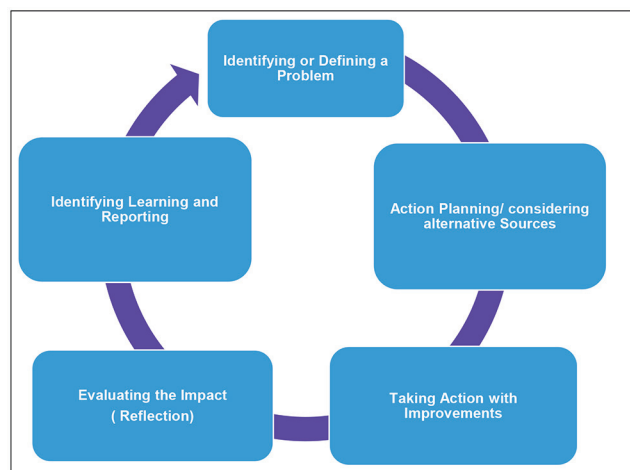 Identifying or Defining a
Problem
Action Planning/ considering
alternative Sources
Taking Action with
Improvements
Evaluating the Impact
( Reflection)
Identifying Learning and
Reporting